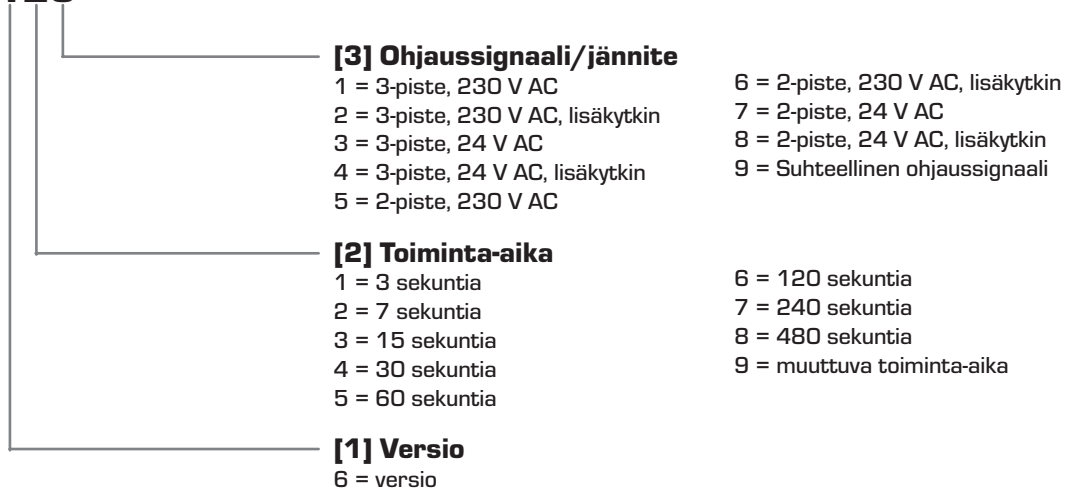 [3] Ohjaussignaali/jännite
1 = 3-piste, 230 V AC
2 = 3-piste, 230 V AC, lisäkytkin
3 = 3-piste, 24 V AC
4 = 3-piste, 24 V AC, lisäkytkin
5 = 2-piste, 230 V AC
6 = 2-piste, 230 V AC, lisäkytkin
7 = 2-piste, 24 V AC
8 = 2-piste, 24 V AC, lisäkytkin
9 = Suhteellinen ohjaussignaali
[2] Toiminta-aika
1 = 3 sekuntia
2 = 7 sekuntia
3 = 15 sekuntia
4 = 30 sekuntia
5 = 60 sekuntia
6 = 120 sekuntia
7 = 240 sekuntia
8 = 480 sekuntia
9 = muuttuva toiminta-aika
[1] Versio
6 = versio